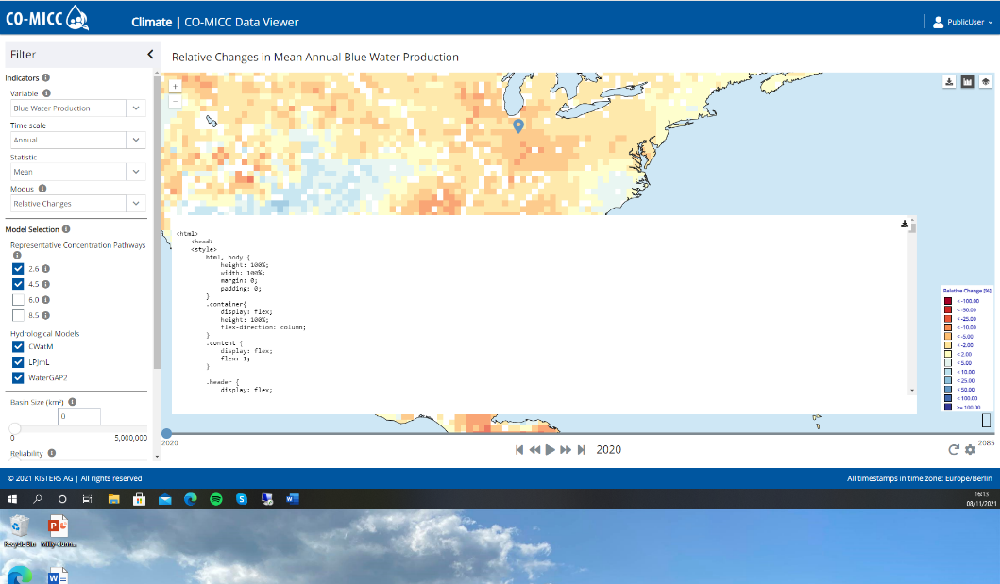 CO-MICC
Climate | CO-MICC Data Viewer
PublicUser
Filter
Relative Changes in Mean Annual Blue Water Production
Indicators
Variable
Blue Water Production
Time scale
Annual
Statistic
Mean
Modus
Relative Changes
Model Selection
Representative Concentration Pathways
2.6
4.5
6.0
8.5
Hydrological Models
CWatM
LPJmL
WaterGAP2
Basin Size (km²)
0
0 5,000,000
Reliability
+
−
<html>
<head>
<style>
html, body {
height: 100%;
width: 100%;
margin: 0;
padding: 0;
}
.container{
display: flex;
height: 100%;
flex-direction: column;
}
.content {
display: flex;
flex: 1;
}
.header {
display: flex;
Relative Change [%]
< -100.00
< -50.00
< -25.00
< -10.00
< -5.00
< -2.00
< 2.00
< 5.00
< 10.00
< 25.00
< 50.00
< 100.00
>= 100.00
2020
2085
2020
© 2021 KISTERS AG | All rights reserved
All timestamps in time zone: Europe/Berlin
16:13
08/11/2021
Recycle Bin